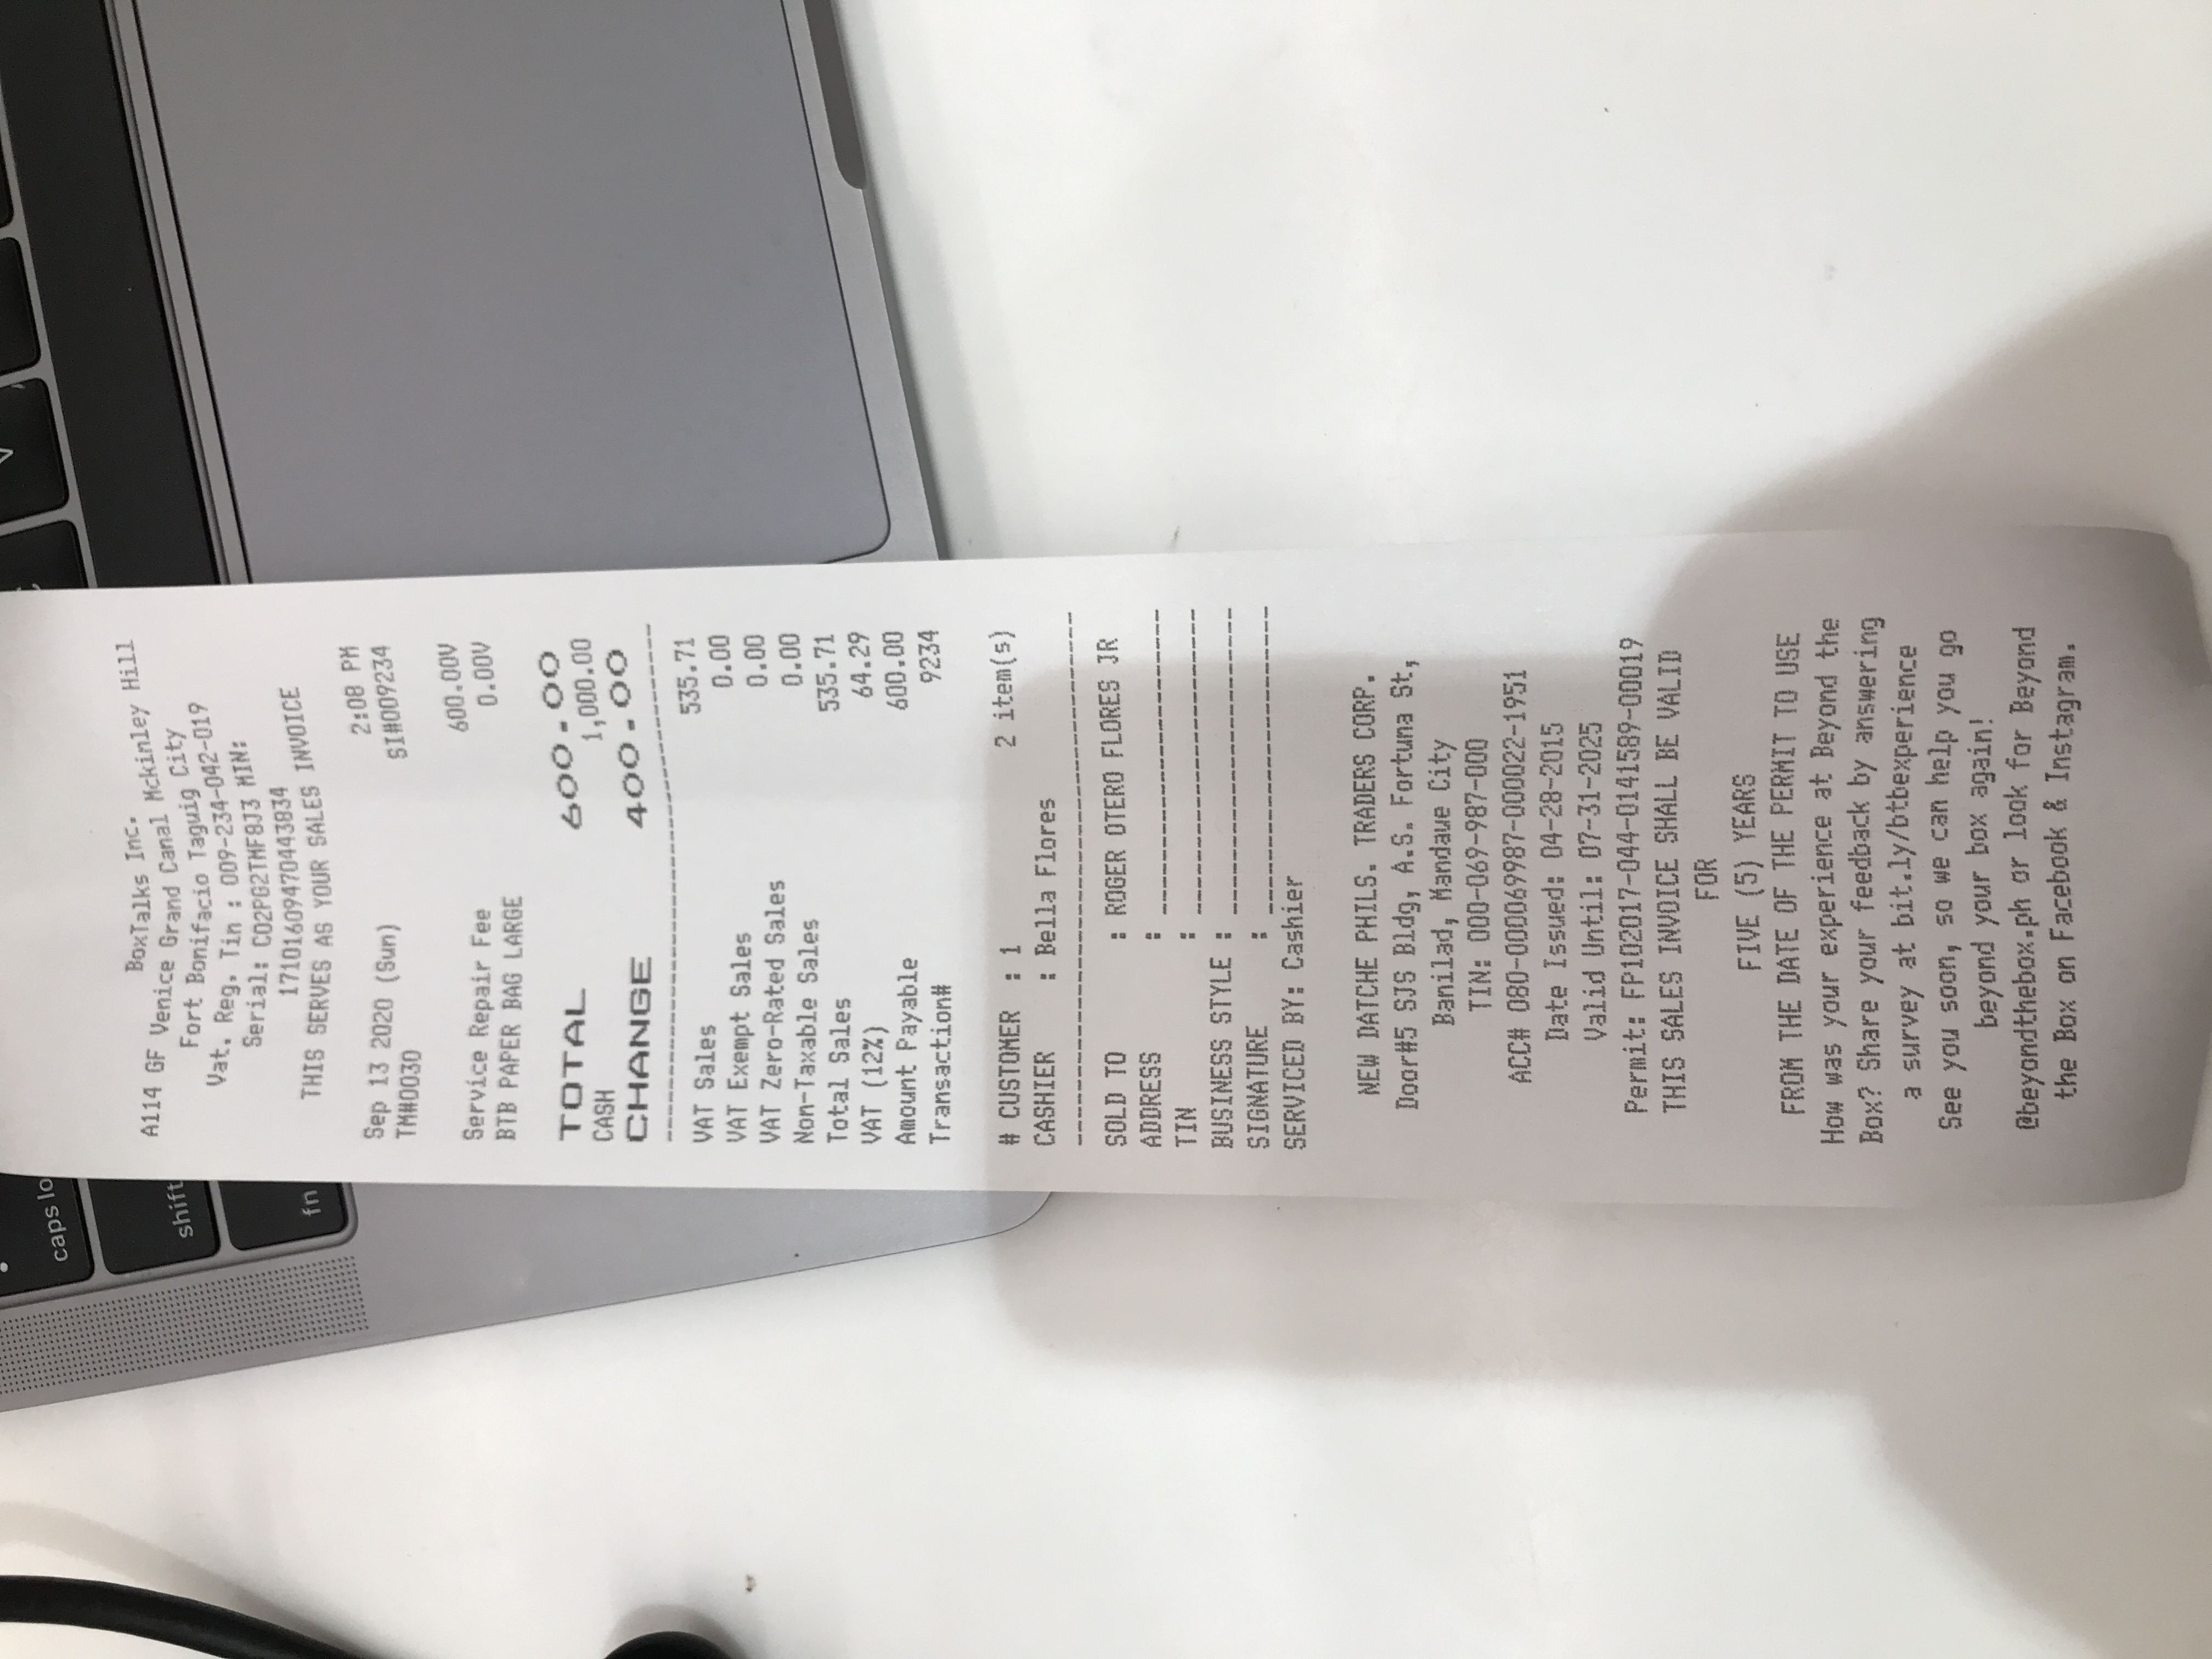 BoxTalks Inc.
A114 GF Venice Grand Canal Mckinley Hill
Fort Bonifacio Taguig City
Vat. Reg. Tin : 009-234-042-019
Serial: C02PG2TMF8J3 MIN:
17101609470443834
THIS SERVES AS YOUR SALES INVOICE
Sep 13 2020 (Sun) 2:08 PM
TM#0030 SI#009234
Service Repair Fee 600.00V
BTB PAPER BAG LARGE 0.00V
TOTAL 600.00
CASH 1,000.00
CHANGE 400.00
VAT Sales 535.71
VAT Exempt Sales 0.00
VAT Zero-Rated Sales 0.00
Non-Taxable Sales 0.00
Total Sales 535.71
VAT (12%) 64.29
Amount Payable 600.00
Transaction# 9234
# CUSTOMER : 1 2 item(s)
CASHIER : Bella Flores
SOLD TO : ROGER OTERO FLORES JR
ADDRESS :
TIN :
BUSINESS STYLE :
SIGNATURE :
SERVICED BY: Cashier
NEW DATCHE PHILS. TRADERS CORP.
Door#5 SJS Bldg, A.S. Fortuna St,
Banilad, Mandaue City
TIN: 000-069-987-000
ACC# 080-000069987-000022-1951
Date Issued: 04-28-2015
Valid Until: 07-31-2025
Permit: FP102017-044-0141589-00019
THIS SALES INVOICE SHALL BE VALID
FOR
FIVE (5) YEARS
FROM THE DATE OF THE PERMIT TO USE
How was your experience at Beyond the
Box? Share your feedback by answering
a survey at bit.ly/btbexperience
See you soon, so we can help you go
beyond your box again!
@beyondthebox.ph or look for Beyond
the Box on Facebook & Instagram.
caps lo
shift
fn
V